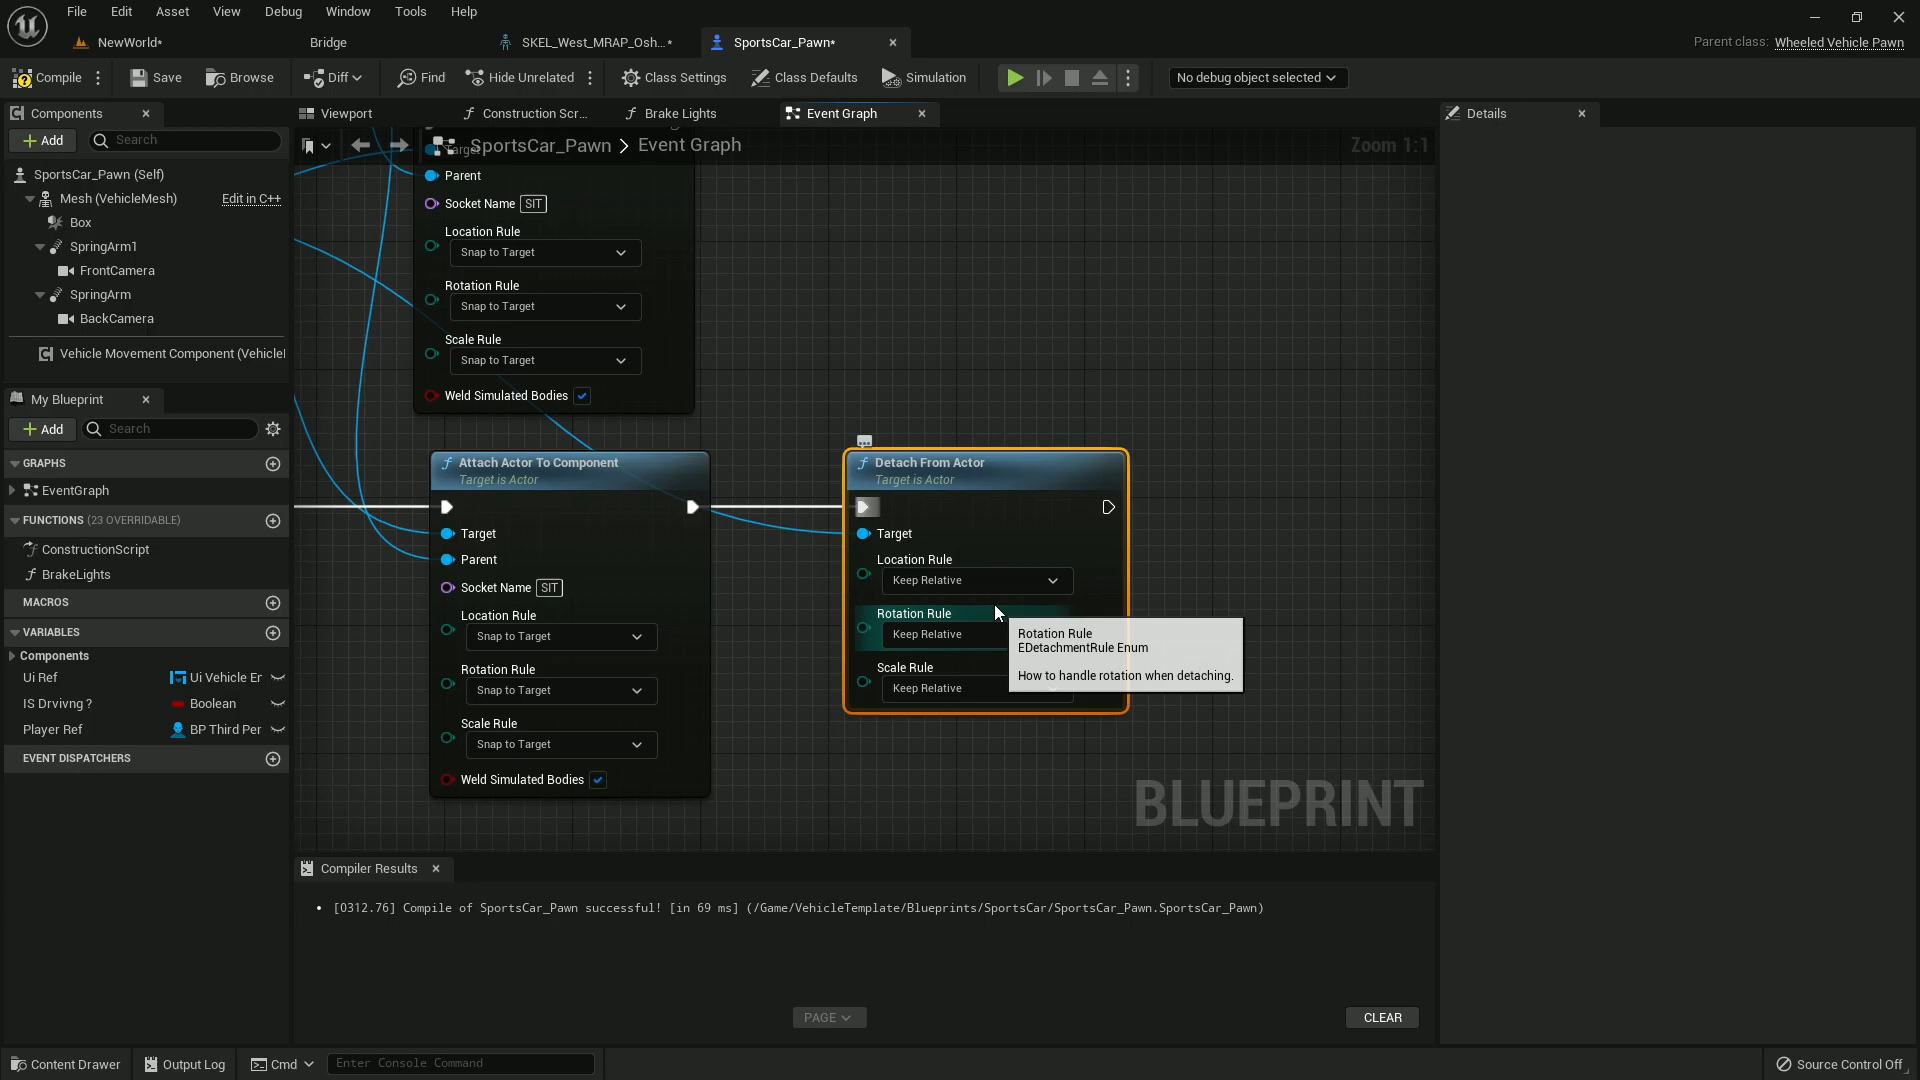 File Edit Asset View Debug Window Tools Help
NewWorld* Bridge SKEL_West_MRAP_Osh...* SportsCar_Pawn* Parent class: Wheeled Vehicle Pawn
Compile Save Browse Diff Find Hide Unrelated Class Settings Class Defaults Simulation No debug object selected
Components Viewport Construction Scr... Brake Lights Event Graph Details
Add Search
SportsCar_Pawn > Event Graph Zoom 1:1
SportsCar_Pawn (Self)
Mesh (VehicleMesh) Edit in C++
Box
SpringArm1
FrontCamera
SpringArm
BackCamera
Vehicle Movement Component (Vehicle
My Blueprint
Add Search
GRAPHS
EventGraph
FUNCTIONS (23 OVERRIDABLE)
ConstructionScript
BrakeLights
MACROS
VARIABLES
Components
Ui Ref Ui Vehicle Er
IS Drvivng ? Boolean
Player Ref BP Third Per
EVENT DISPATCHERS
Target
Parent
Socket Name SIT
Location Rule
Snap to Target
Rotation Rule
Snap to Target
Scale Rule
Snap to Target
Weld Simulated Bodies
Attach Actor To Component
Target is Actor
Target
Parent
Socket Name SIT
Location Rule
Snap to Target
Rotation Rule
Snap to Target
Scale Rule
Snap to Target
Weld Simulated Bodies
Detach From Actor
Target is Actor
Target
Location Rule
Keep Relative
Rotation Rule
Keep Relative
Scale Rule
Keep Relative
Rotation Rule
EDetachmentRule Enum
How to handle rotation when detaching.
BLUEPRINT
Compiler Results
• [0312.76] Compile of SportsCar_Pawn successful! [in 69 ms] (/Game/VehicleTemplate/Blueprints/SportsCar/SportsCar_Pawn.SportsCar_Pawn)
PAGE CLEAR
Content Drawer Output Log Cmd Enter Console Command Source Control Off